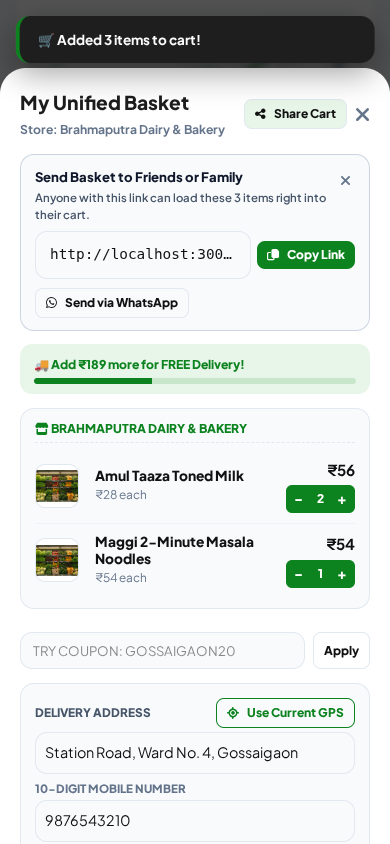 🛒 Added 3 items to cart!
My Unified Basket
Store: Brahmaputra Dairy & Bakery
Share Cart
Send Basket to Friends or Family
Anyone with this link can load these 3 items right into
their cart.
http://localhost:300…
Copy Link
Send via WhatsApp
🚚 Add ₹189 more for FREE Delivery!
BRAHMAPUTRA DAIRY & BAKERY
Amul Taaza Toned Milk
₹28 each
₹56
− 2 +
Maggi 2-Minute Masala
Noodles
₹54 each
₹54
− 1 +
TRY COUPON: GOSSAIGAON20
Apply
DELIVERY ADDRESS
Use Current GPS
Station Road, Ward No. 4, Gossaigaon
10-DIGIT MOBILE NUMBER
9876543210